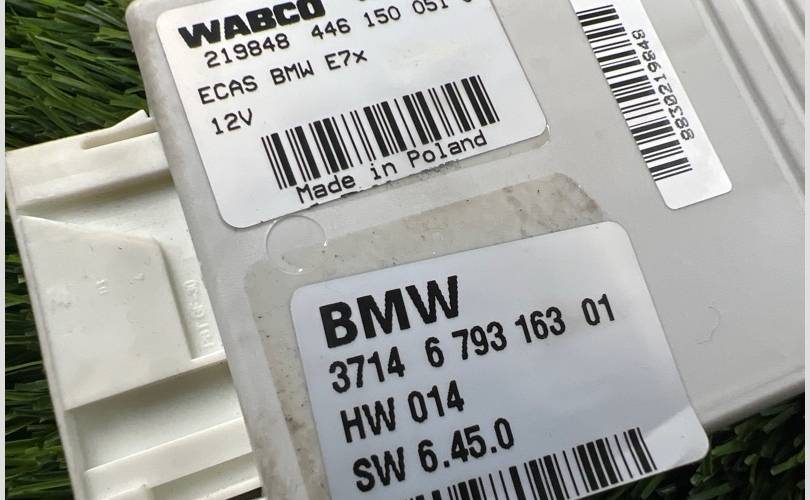 WABCO
219848 446 150 051
ECAS BMW E7x
12V
Made in Poland
8830219848
BMW
3714 6 793 163 01
HW 014
SW 6.45.0